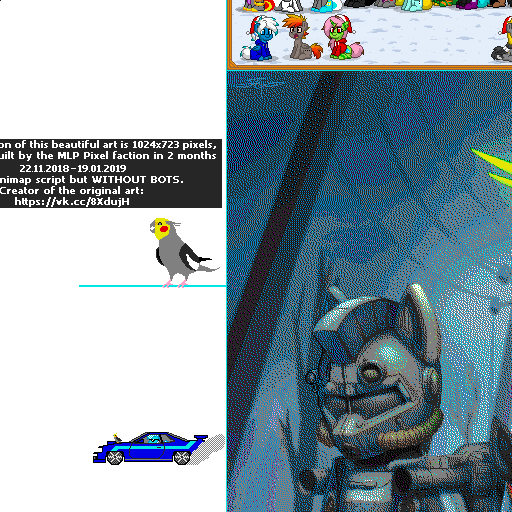 on of this beautiful art is 1024x723 pixels,
uilt by the MLP Pixel faction in 2 months
22.11.2018-19.01.2019
nimap script but WITHOUT BOTS.
Creator of the original art:
https://vk.cc/8XdujH